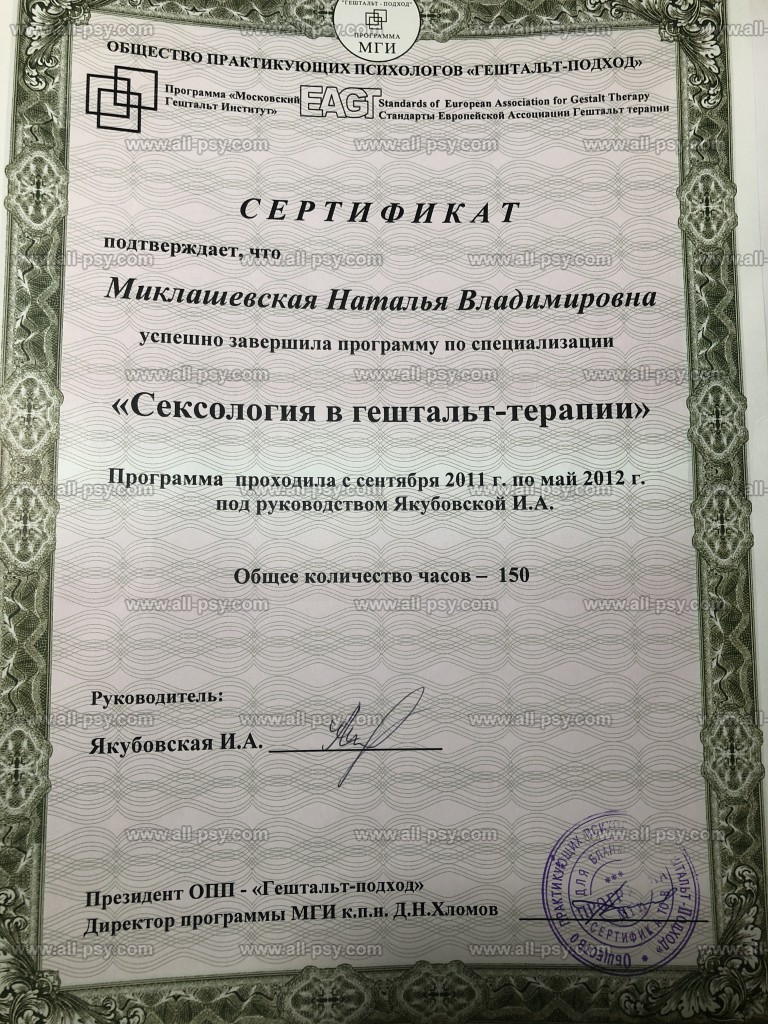 "ГЕШТАЛЬТ-ПОДХОД"
ПРОГРАММА
МГИ
ОБЩЕСТВО ПРАКТИКУЮЩИХ ПСИХОЛОГОВ «ГЕШТАЛЬТ-ПОДХОД»
Программа «Московский
Гештальт Институт»
EAGT
Standards of European Association for Gestalt Therapy
Стандарты Европейской Ассоциации Гештальт терапии
СЕРТИФИКАТ
подтверждает, что
Миклашевская Наталья Владимировна
успешно завершила программу по специализации
«Сексология в гештальт-терапии»
Программа проходила с сентября 2011 г. по май 2012 г.
под руководством Якубовской И.А.
Общее количество часов – 150
Руководитель:
Якубовская И.А.
Президент ОПП - «Гештальт-подход»
Директор программы МГИ к.п.н. Д.Н.Хломов
www.all-psy.com